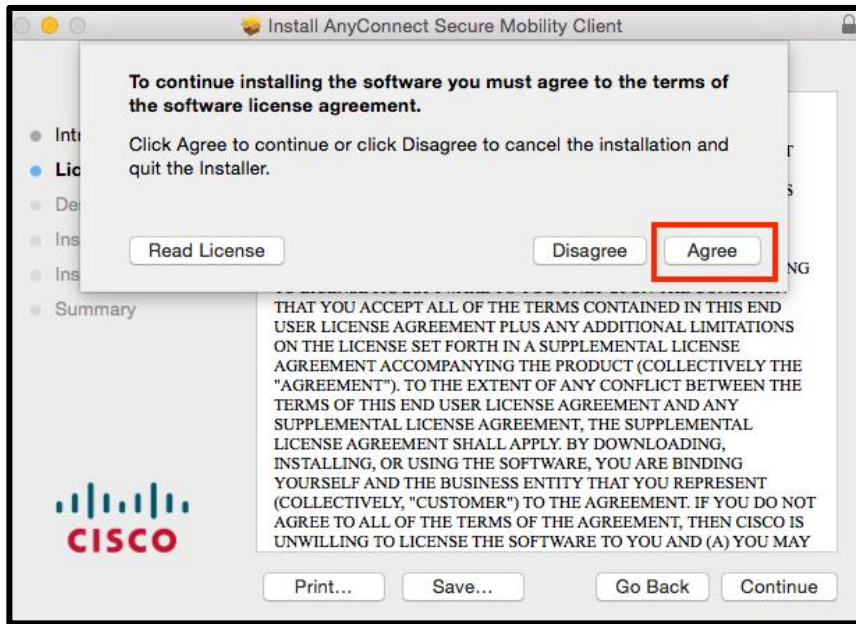 Install AnyConnect Secure Mobility Client
To continue installing the software you must agree to the terms of
the software license agreement.
Click Agree to continue or click Disagree to cancel the installation and
quit the Installer.
Read License
Disagree
Agree
Summary
THAT YOU ACCEPT ALL OF THE TERMS CONTAINED IN THIS END
USER LICENSE AGREEMENT PLUS ANY ADDITIONAL LIMITATIONS
ON THE LICENSE SET FORTH IN A SUPPLEMENTAL LICENSE
AGREEMENT ACCOMPANYING THE PRODUCT (COLLECTIVELY THE
"AGREEMENT"). TO THE EXTENT OF ANY CONFLICT BETWEEN THE
TERMS OF THIS END USER LICENSE AGREEMENT AND ANY
SUPPLEMENTAL LICENSE AGREEMENT, THE SUPPLEMENTAL
LICENSE AGREEMENT SHALL APPLY. BY DOWNLOADING,
INSTALLING, OR USING THE SOFTWARE, YOU ARE BINDING
YOURSELF AND THE BUSINESS ENTITY THAT YOU REPRESENT
(COLLECTIVELY, "CUSTOMER") TO THE AGREEMENT. IF YOU DO NOT
AGREE TO ALL OF THE TERMS OF THE AGREEMENT, THEN CISCO IS
UNWILLING TO LICENSE THE SOFTWARE TO YOU AND (A) YOU MAY
CISCO
Print...
Save...
Go Back
Continue